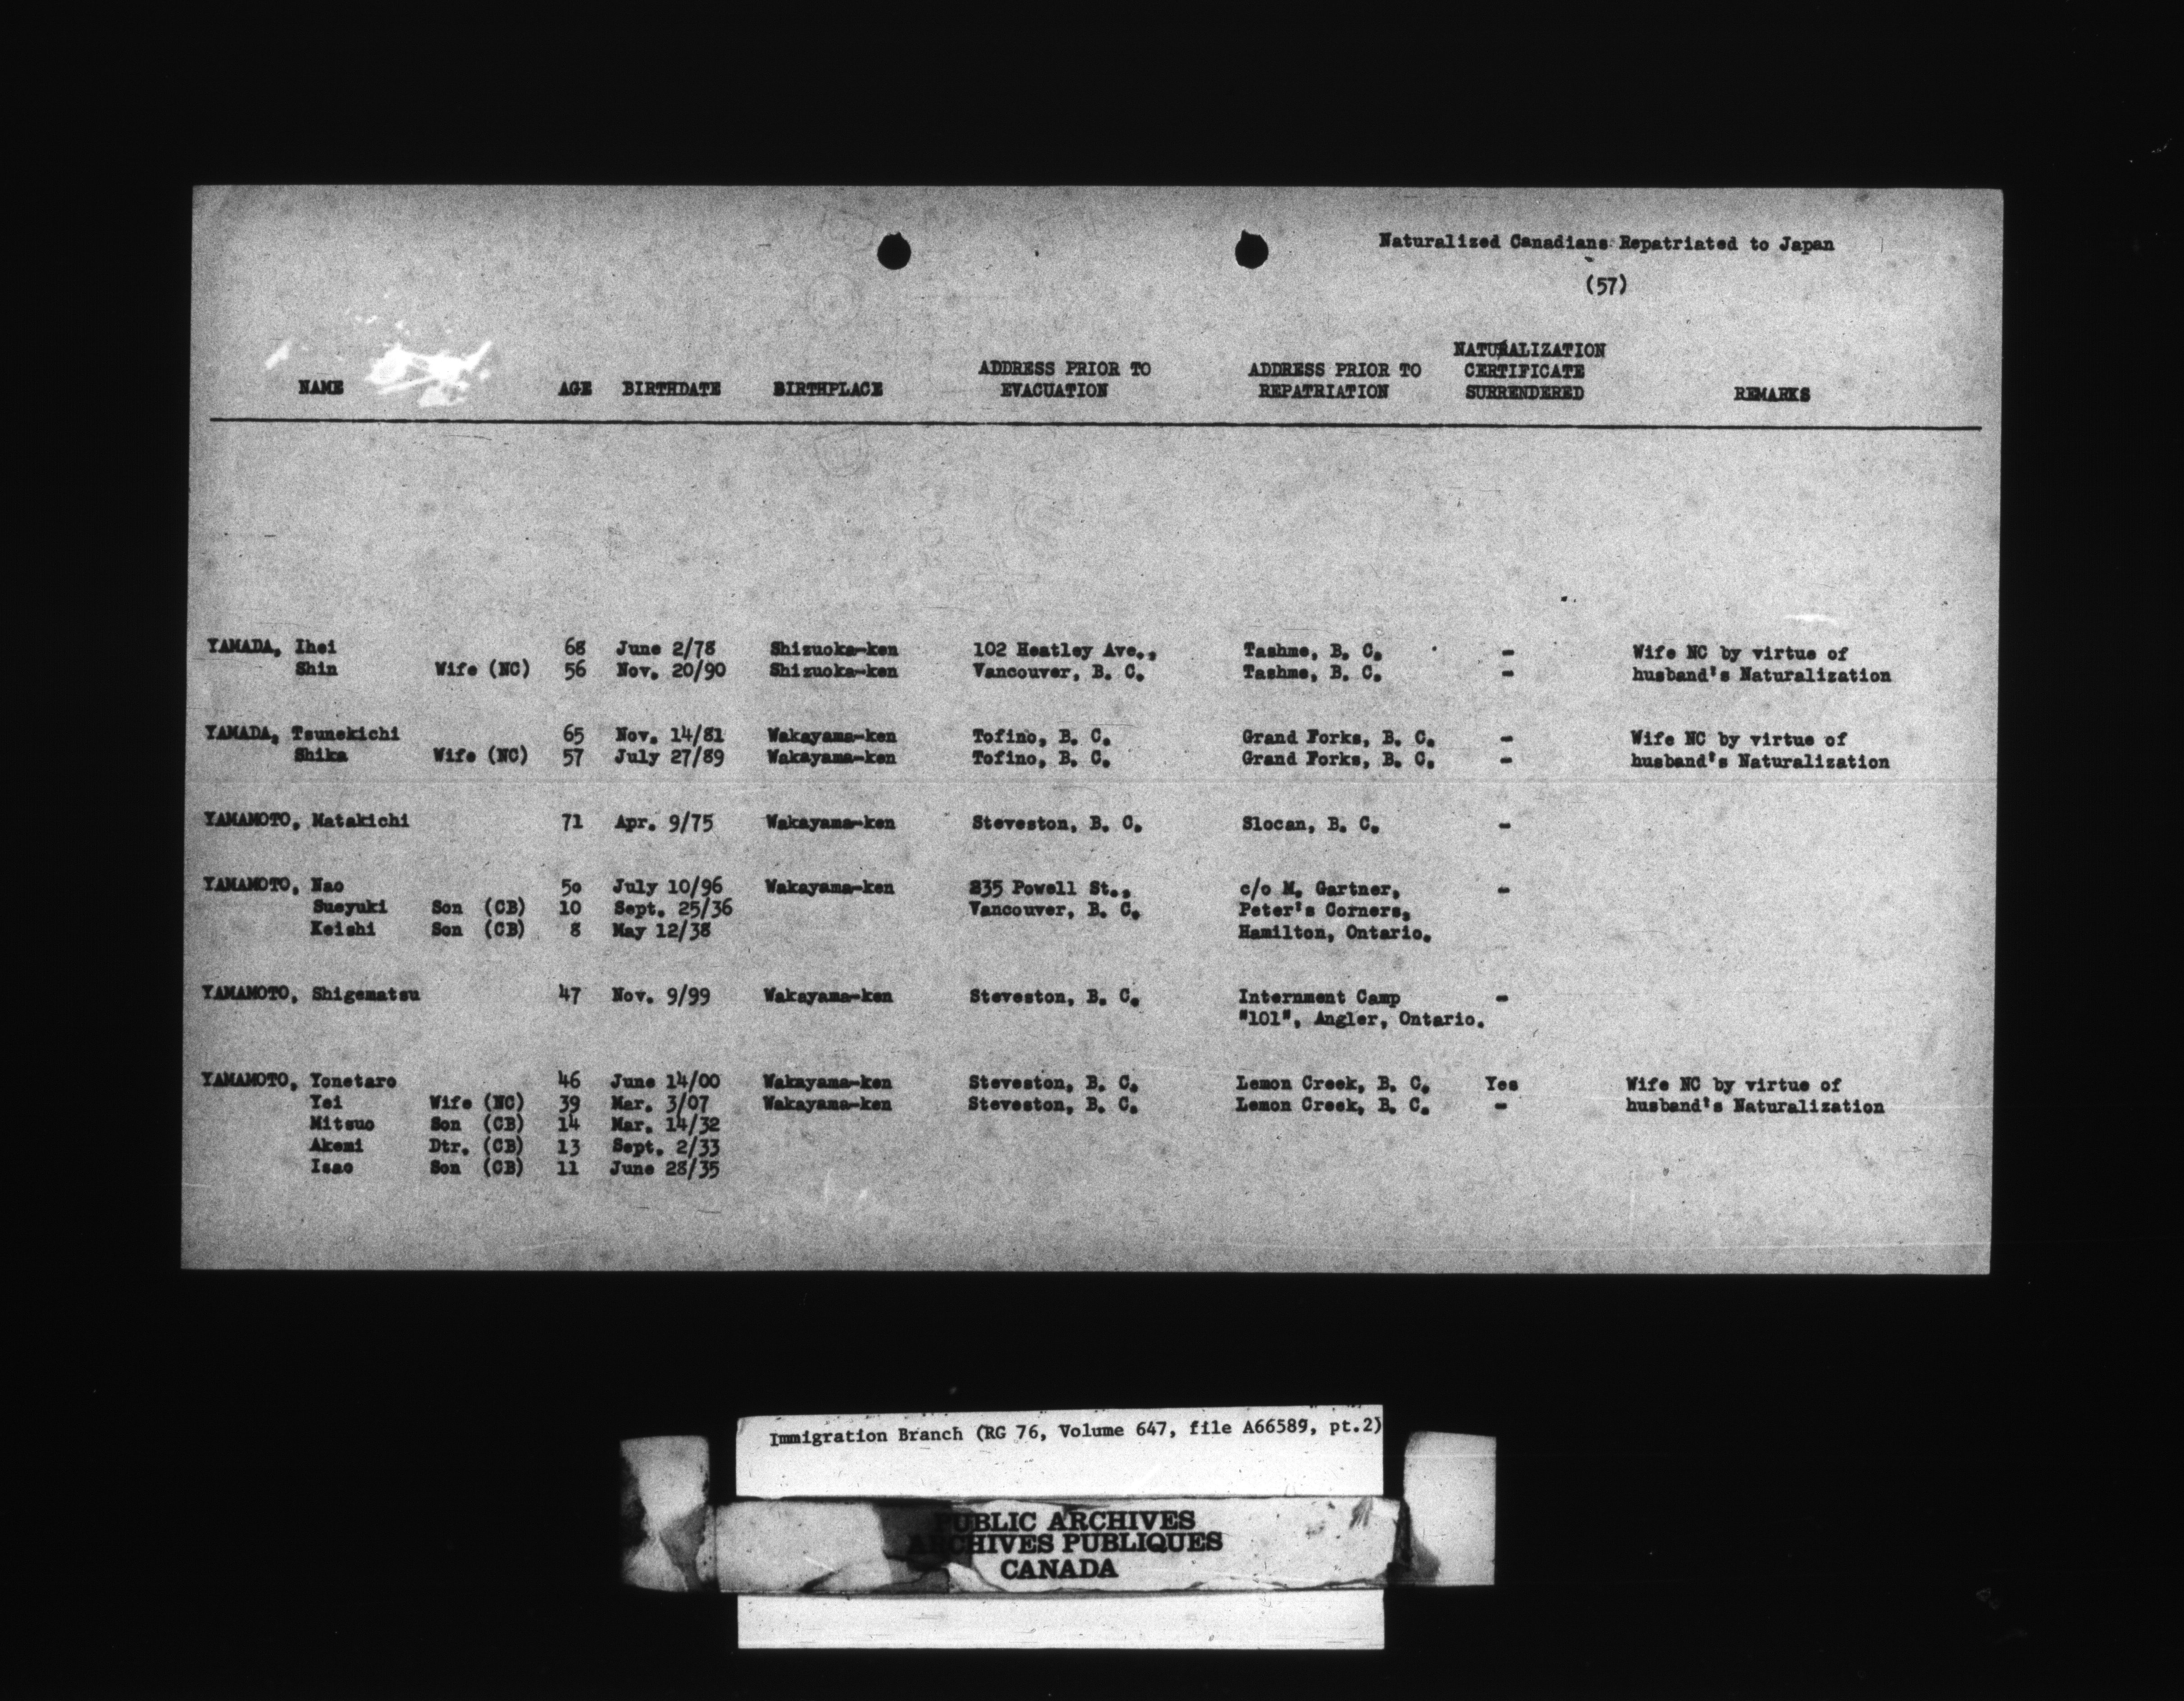 Naturalized Canadians Repatriated to Japan
(57)
NAME AGE BIRTHDATE BIRTHPLACE ADDRESS PRIOR TO EVACUATION ADDRESS PRIOR TO REPATRIATION NATURALIZATION CERTIFICATE SURRENDERED REMARKS
YAMADA, Ihei 68 June 2/78 Shizuoka-ken 102 Heatley Ave., Tashme, B. C. - Wife NC by virtue of
Shin Wife (NC) 56 Nov. 20/90 Shizuoka-ken Vancouver, B. C. Tashme, B. C. - husband's Naturalization
YAMADA, Tsunekichi 65 Nov. 14/81 Wakayama-ken Tofino, B. C. Grand Forks, B. C. - Wife NC by virtue of
Shika Wife (NC) 57 July 27/89 Wakayama-ken Tofino, B. C. Grand Forks, B. C. - husband's Naturalization
YAMAMOTO, Matakichi 71 Apr. 9/75 Wakayama-ken Steveston, B. C. Slocan, B. C. -
YAMAMOTO, Nao 50 July 10/96 Wakayama-ken 235 Powell St., c/o M. Gartner, -
Sueyuki Son (CB) 10 Sept. 25/36 Vancouver, B. C. Peter's Corners,
Keishi Son (CB) 8 May 12/38 Hamilton, Ontario.
YAMAMOTO, Shigematsu 47 Nov. 9/99 Wakayama-ken Steveston, B. C. Internment Camp -
"101", Angler, Ontario.
YAMAMOTO, Yonetaro 46 June 14/00 Wakayama-ken Steveston, B. C. Lemon Creek, B. C. Yes Wife NC by virtue of
Yei Wife (NC) 39 Mar. 3/07 Wakayama-ken Steveston, B. C. Lemon Creek, B. C. - husband's Naturalization
Mitsuo Son (CB) 14 Mar. 14/32
Akemi Dtr. (CB) 13 Sept. 2/33
Isao Son (CB) 11 June 28/35
Immigration Branch (RG 76, Volume 647, file A66589, pt.2)
PUBLIC ARCHIVES
ARCHIVES PUBLIQUES
CANADA